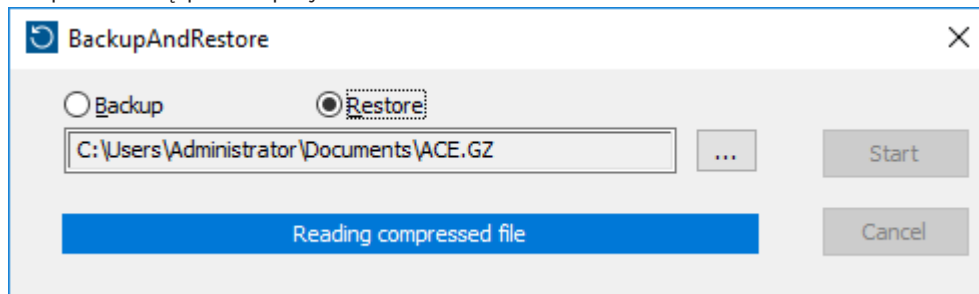 BackupAndRestore
Backup Restore
C:\Users\Administrator\Documents\ACE.GZ ... Start
Reading compressed file Cancel